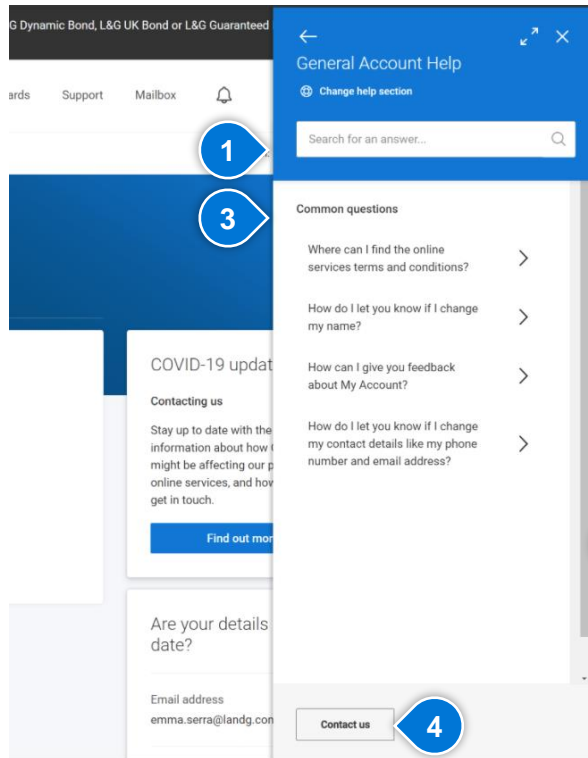 G Dynamic Bond, L&G UK Bond or L&G Guaranteed
ards Support Mailbox
General Account Help
Change help section
Search for an answer...
1
3
Common questions
Where can I find the online
services terms and conditions?
How do I let you know if I change
my name?
How can I give you feedback
about My Account?
How do I let you know if I change
my contact details like my phone
number and email address?
COVID-19 updat
Contacting us
Stay up to date with the
information about how
might be affecting our p
online services, and how
get in touch.
Find out mor
Are your details
date?
Email address
emma.serra@landg.con
Contact us
4